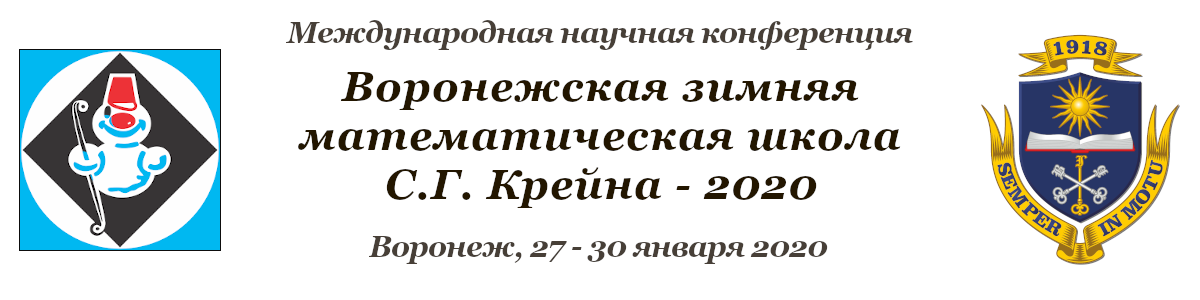 Международная научная конференция
Воронежская зимняя
математическая школа
С.Г. Крейна - 2020
Воронеж, 27 - 30 января 2020
1918
SEMPER IN MOTU